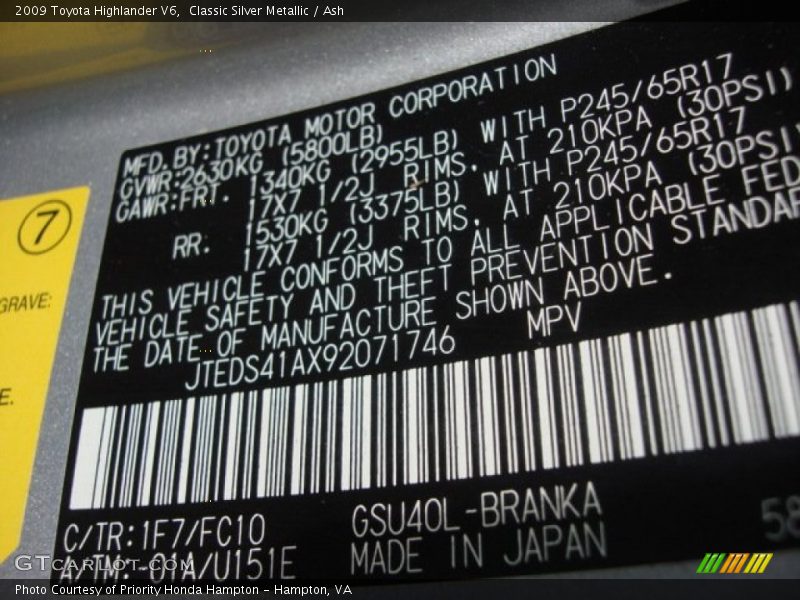 2009 Toyota Highlander V6, Classic Silver Metallic / Ash
MFD.BY:TOYOTA MOTOR CORPORATION
GVWR:2630KG (5800LB)
GAWR:FRT. 1340KG (2955LB) WITH P245/65R17
17X7 1/2J RIMS, AT 210KPA (30PSI)
RR. 1530KG (3375LB) WITH P245/65R17
17X7 1/2J RIMS, AT 210KPA (30PSI)
THIS VEHICLE CONFORMS TO ALL APPLICABLE FED
VEHICLE SAFETY AND THEFT PREVENTION STANDAR
THE DATE OF MANUFACTURE SHOWN ABOVE.
JTEDS41AX92071746 MPV
7
GRAVE:
E.
C/TR:1F7/FC10 GSU40L-BRANKA
A/TM:-01A/U151E MADE IN JAPAN
58
GTCARLOT.COM
Photo Courtesy of Priority Honda Hampton - Hampton, VA